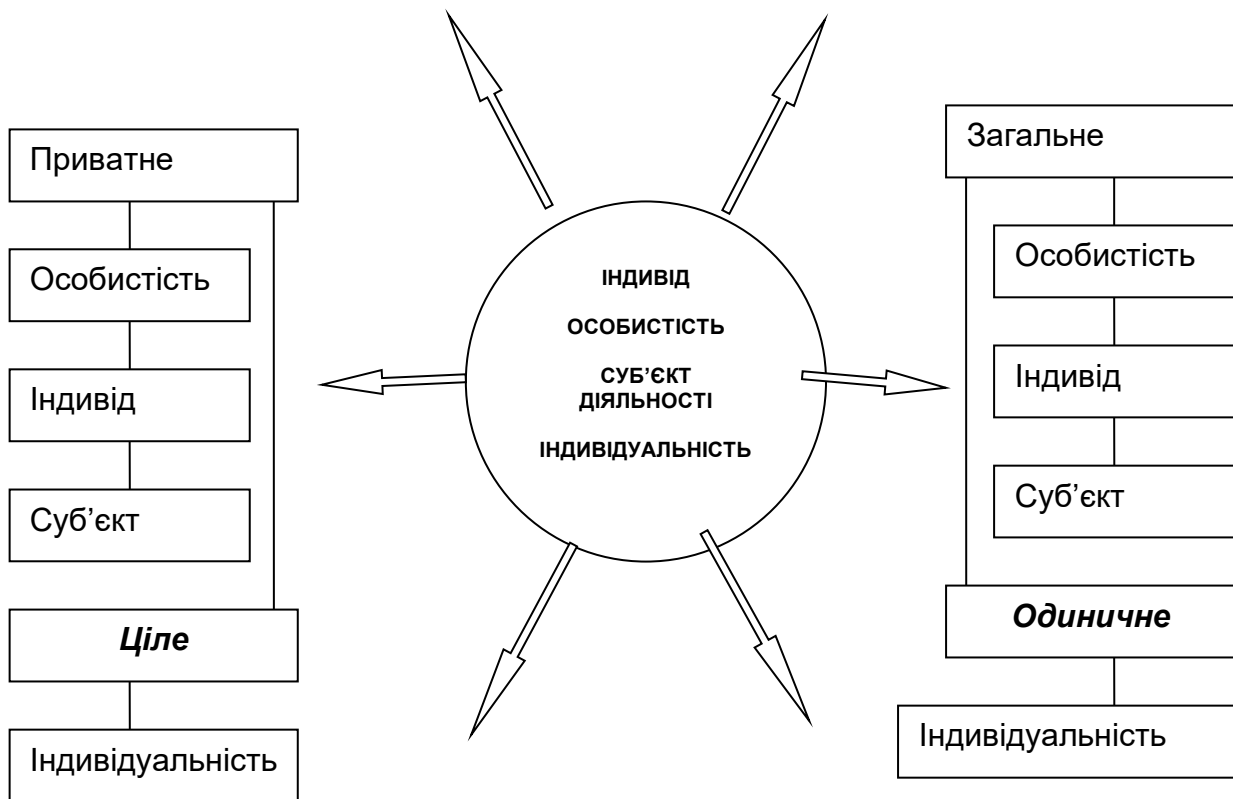 Приватне
Особистість
Індивід
Суб’єкт
Ціле
Індивідуальність
ІНДИВІД
ОСОБИСТІСТЬ
СУБ’ЄКТ
ДІЯЛЬНОСТІ
ІНДИВІДУАЛЬНІСТЬ
Загальне
Особистість
Індивід
Суб’єкт
Одиничне
Індивідуальність